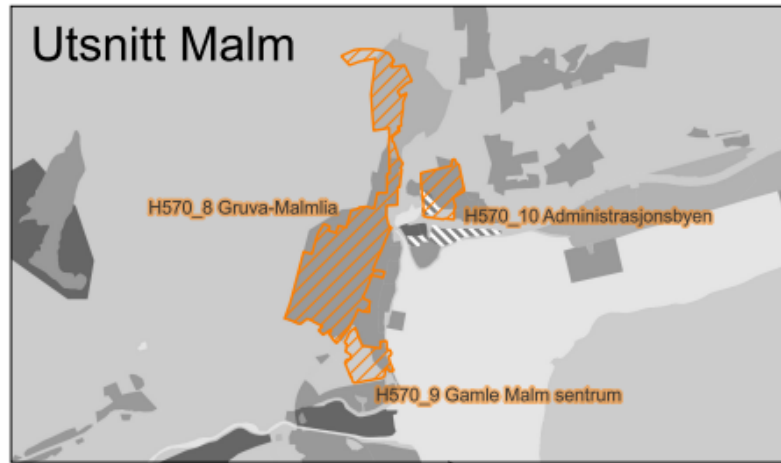 Utsnitt Malm
H570_8 Gruva-Malmlia
H570_10 Administrasjonsbyen
H570_9 Gamle Malm sentrum